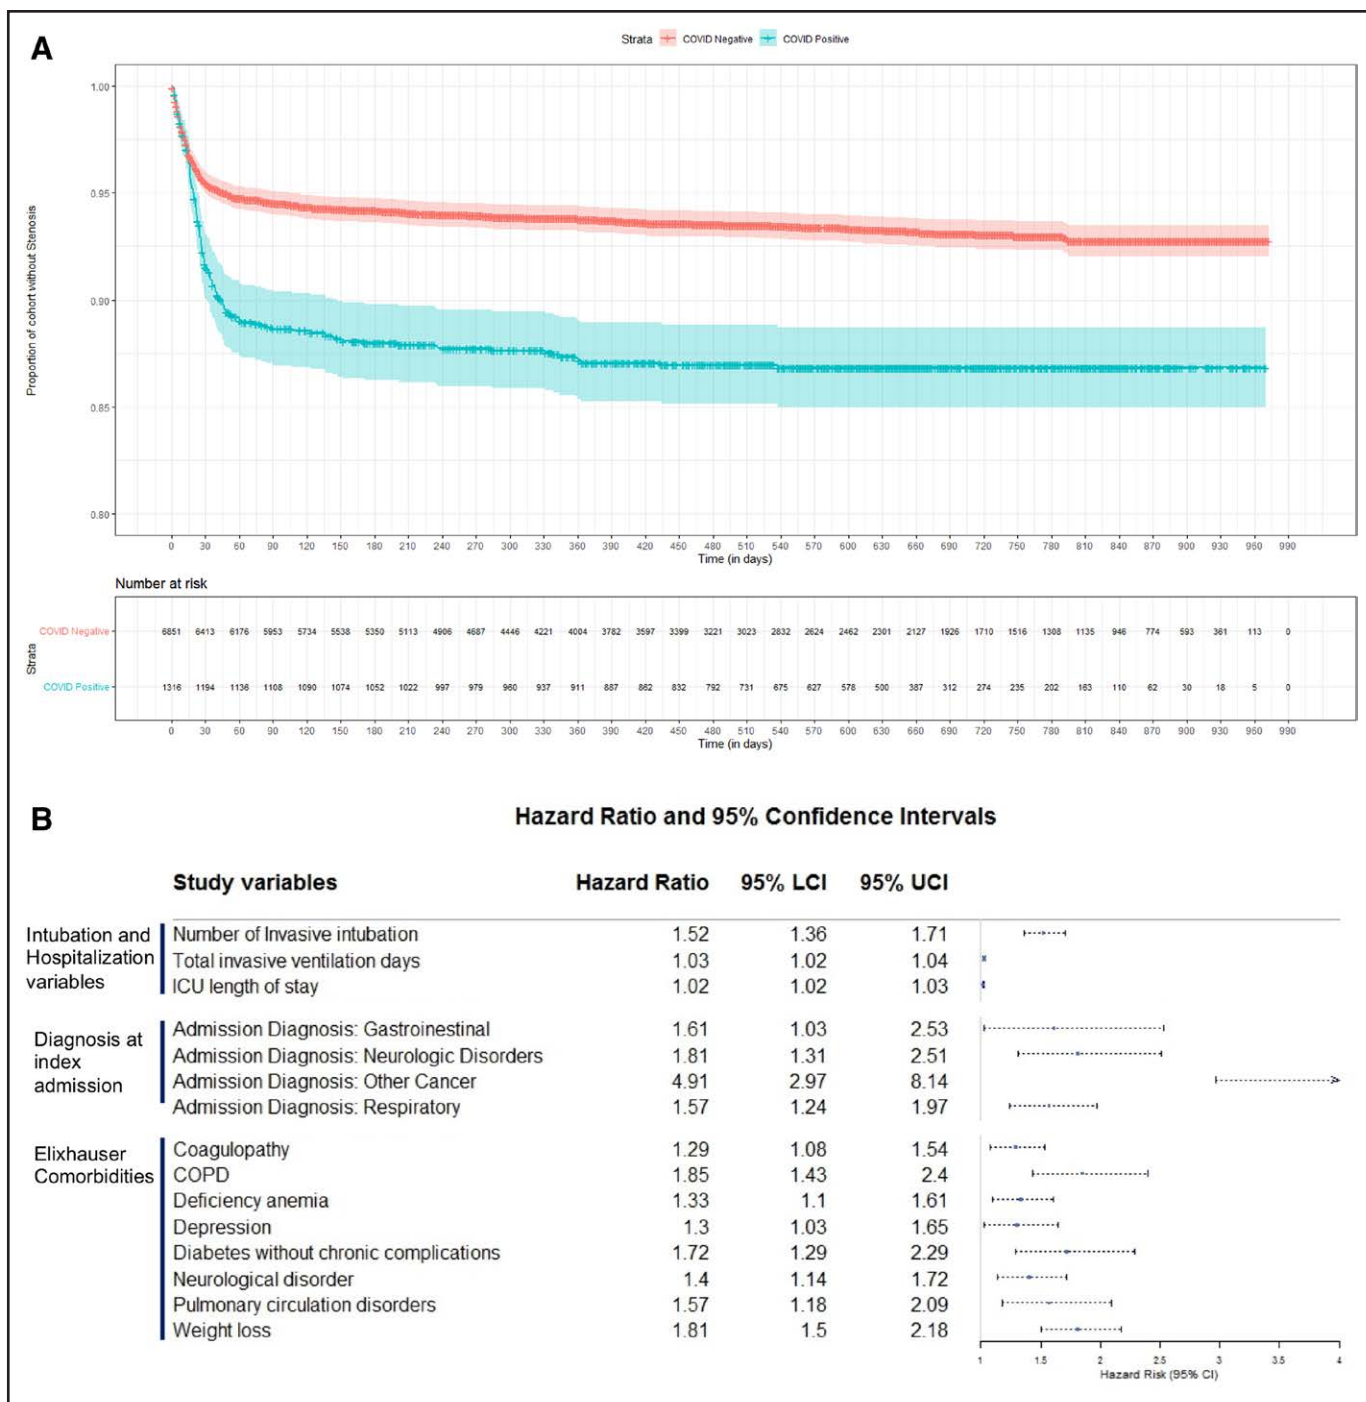 A
Strata COVID Negative COVID Positive
Proportion of cohort without Stenosis
1.00
0.95
0.90
0.85
0.80
0 30 60 90 120 150 180 210 240 270 300 330 360 390 420 450 480 510 540 570 600 630 660 690 720 750 780 810 840 870 900 930 960 990
Time (in days)
Number at risk
Strata
COVID Negative 6851 6413 6176 5953 5734 5538 5350 5113 4906 4687 4446 4221 4004 3782 3597 3399 3221 3023 2832 2624 2462 2301 2127 1926 1710 1516 1308 1135 946 774 593 361 113 0
COVID Positive 1316 1194 1136 1108 1090 1074 1052 1022 997 979 960 937 911 887 862 832 792 731 675 627 578 500 387 312 274 235 202 163 110 62 30 18 5 0
0 30 60 90 120 150 180 210 240 270 300 330 360 390 420 450 480 510 540 570 600 630 660 690 720 750 780 810 840 870 900 930 960 990
Time (in days)
B
Hazard Ratio and 95% Confidence Intervals
Study variables Hazard Ratio 95% LCI 95% UCI
Intubation and
Hospitalization
variables
Number of Invasive intubation 1.52 1.36 1.71
Total invasive ventilation days 1.03 1.02 1.04
ICU length of stay 1.02 1.02 1.03
Diagnosis at
index
admission
Admission Diagnosis: Gastroinestinal 1.61 1.03 2.53
Admission Diagnosis: Neurologic Disorders 1.81 1.31 2.51
Admission Diagnosis: Other Cancer 4.91 2.97 8.14
Admission Diagnosis: Respiratory 1.57 1.24 1.97
Elixhauser
Comorbidities
Coagulopathy 1.29 1.08 1.54
COPD 1.85 1.43 2.4
Deficiency anemia 1.33 1.1 1.61
Depression 1.3 1.03 1.65
Diabetes without chronic complications 1.72 1.29 2.29
Neurological disorder 1.4 1.14 1.72
Pulmonary circulation disorders 1.57 1.18 2.09
Weight loss 1.81 1.5 2.18
1 1.5 2 2.5 3 3.5 4
Hazard Risk (95% CI)